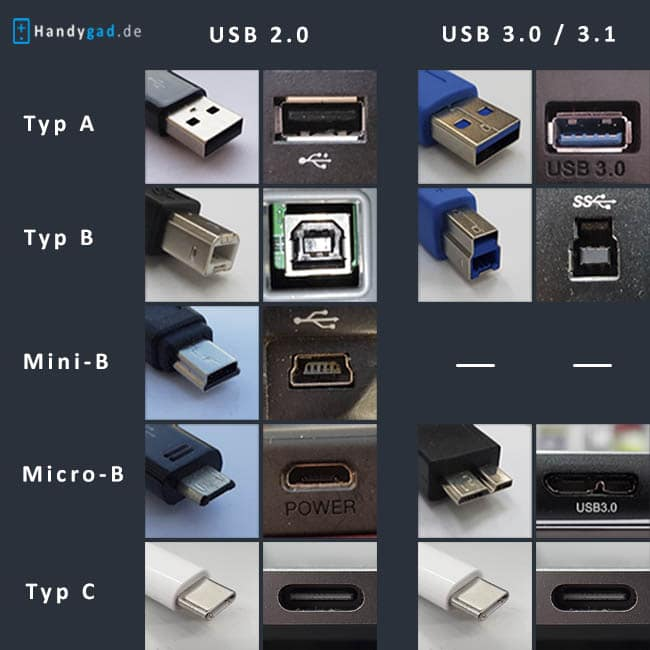 Handygad.de
USB 2.0
USB 3.0 / 3.1
Typ A
USB 3.0
Typ B
SS
Mini-B
Micro-B
POWER
USB3.0
Typ C